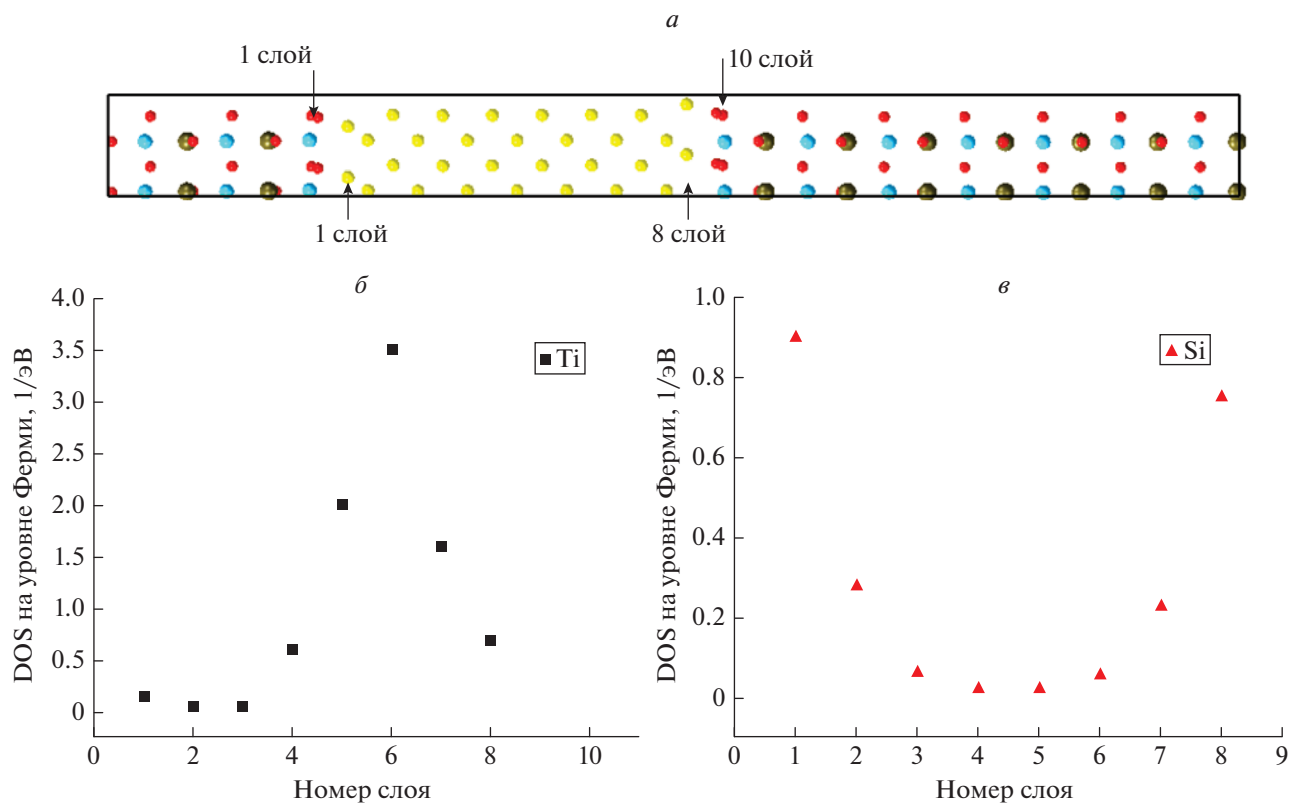 а
1 слой
10 слой
1 слой
8 слой
б
4.0
3.5
3.0
2.5
2.0
1.5
1.0
0.5
0
DOS на уровне Ферми, 1/эВ
Ti
0
2
4
6
8
10
Номер слоя
в
1.0
0.8
0.6
0.4
0.2
0
DOS на уровне Ферми, 1/эВ
Si
0
1
2
3
4
5
6
7
8
9
Номер слоя